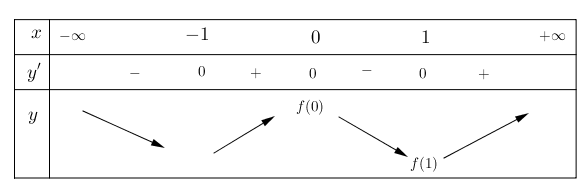 x −∞ −1 0 1 +∞
y′ − 0 + 0 − 0 +
y f(0) f(1)